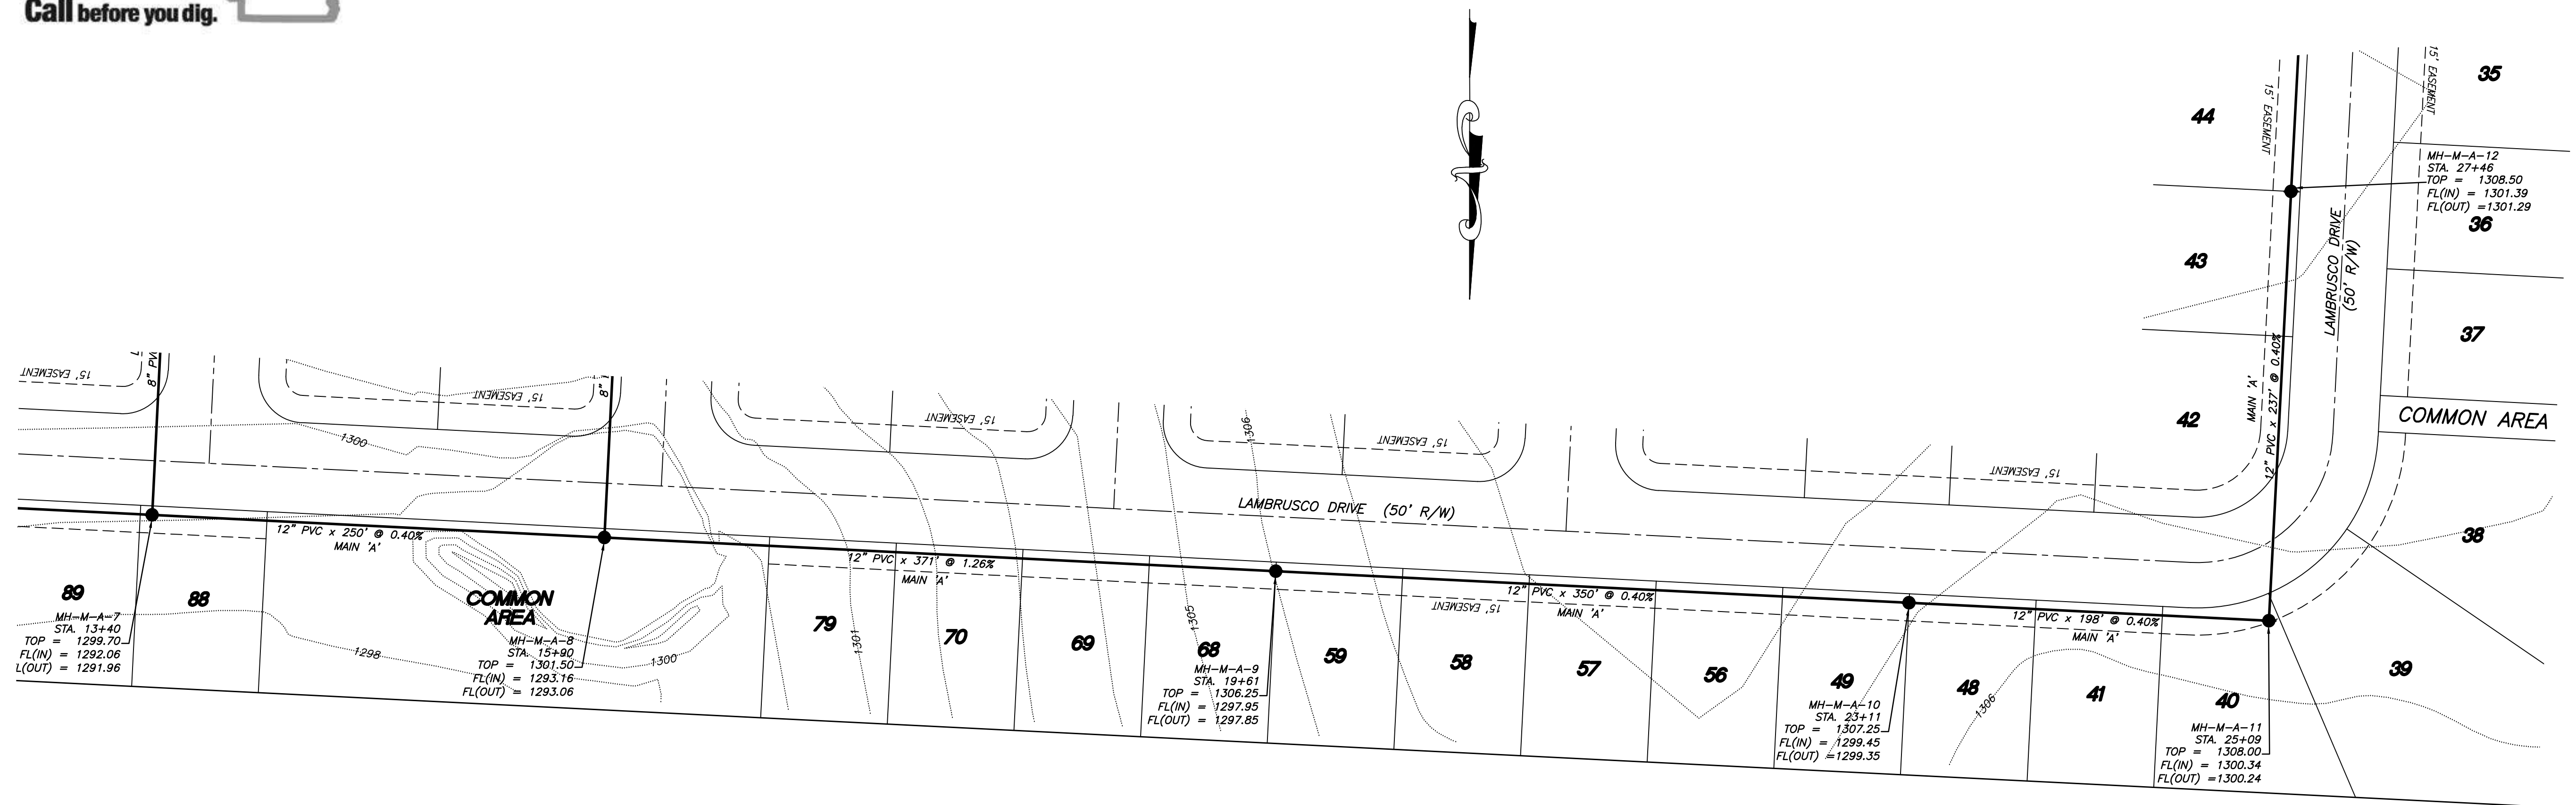 Call before you dig.
15' EASEMENT
35
44
15' EASEMENT
MH-M-A-12
STA. 27+46
TOP = 1308.50
FL(IN) = 1301.39
FL(OUT) =1301.29
36
43
LAMBRUSCO DRIVE
(50' R/W)
37
12" PVC x 237' @ 0.40%
MAIN 'A'
42
COMMON AREA
38
15' EASEMENT
8" PV
15' EASEMENT
8"
15' EASEMENT
15' EASEMENT
15' EASEMENT
1300
1306
LAMBRUSCO DRIVE (50' R/W)
12" PVC x 250' @ 0.40%
MAIN 'A'
12" PVC x 371' @ 1.26%
MAIN 'A'
12" PVC x 350' @ 0.40%
MAIN 'A'
15' EASEMENT
12" PVC x 198' @ 0.40%
MAIN 'A'
89
88
COMMON
AREA
79
70
69
68
59
58
57
56
49
48
41
40
39
1298
1300
1301
1305
1306
MH-M-A-7
STA. 13+40
TOP = 1299.70
FL(IN) = 1292.06
L(OUT) = 1291.96
MH-M-A-8
STA. 15+90
TOP = 1301.50
FL(IN) = 1293.16
FL(OUT) = 1293.06
MH-M-A-9
STA. 19+61
TOP = 1306.25
FL(IN) = 1297.95
FL(OUT) = 1297.85
MH-M-A-10
STA. 23+11
TOP = 1307.25
FL(IN) = 1299.45
FL(OUT) =1299.35
MH-M-A-11
STA. 25+09
TOP = 1308.00
FL(IN) = 1300.34
FL(OUT) =1300.24